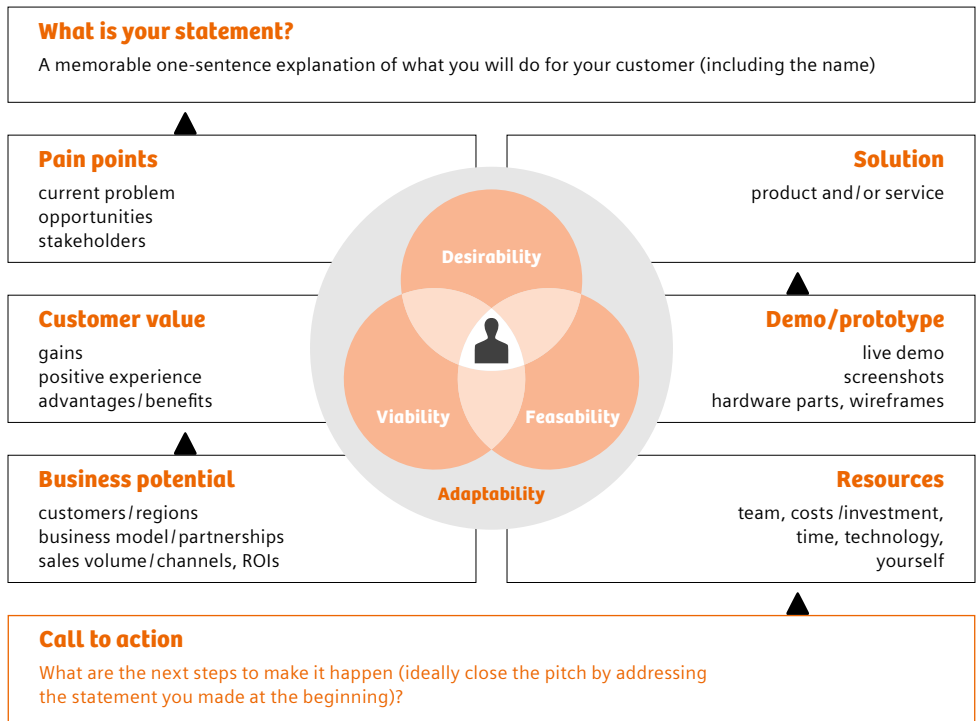 What is your statement?
A memorable one-sentence explanation of what you will do for your customer (including the name)
Pain points
current problem
opportunities
stakeholders
Solution
product and/or service
Desirability
Customer value
gains
positive experience
advantages/benefits
Demo/prototype
live demo
screenshots
hardware parts, wireframes
Viability
Feasability
Business potential
customers/regions
business model/partnerships
sales volume/channels, ROIs
Adaptability
Resources
team, costs/investment,
time, technology,
yourself
Call to action
What are the next steps to make it happen (ideally close the pitch by addressing
the statement you made at the beginning)?